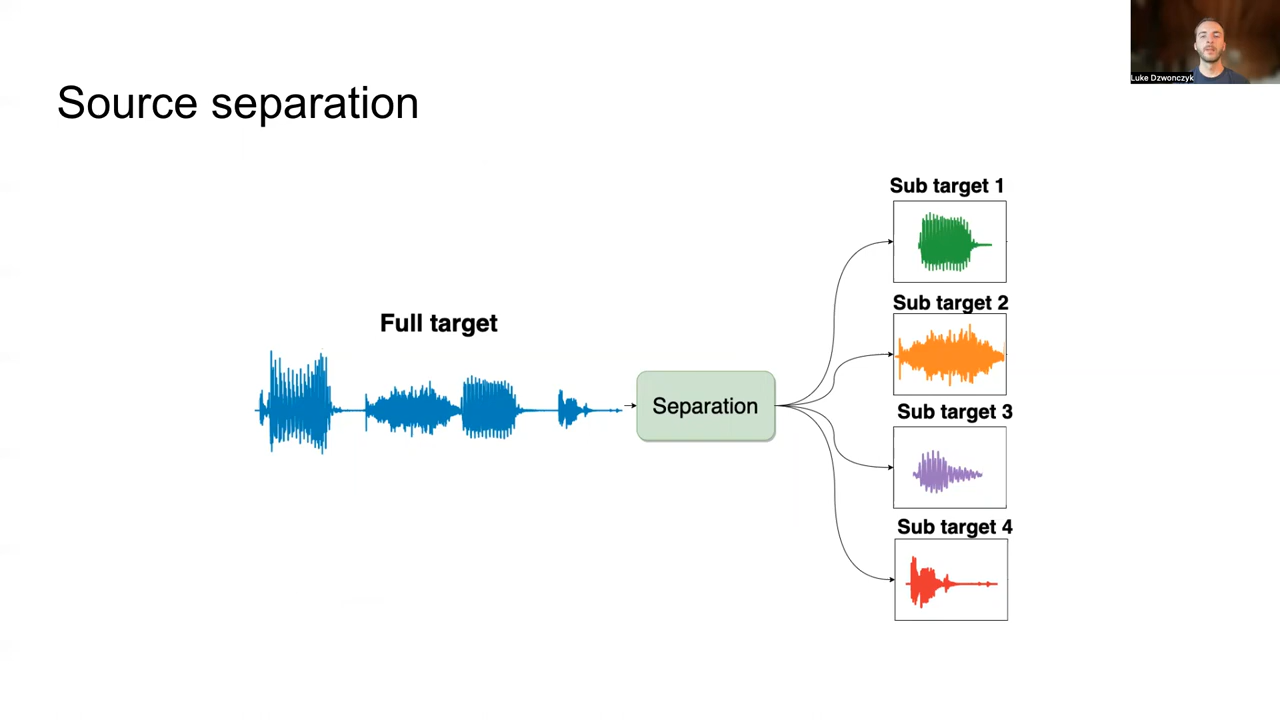 Luke Dzwonczyk
Source separation
Sub target 1
Sub target 2
Full target
Separation
Sub target 3
Sub target 4